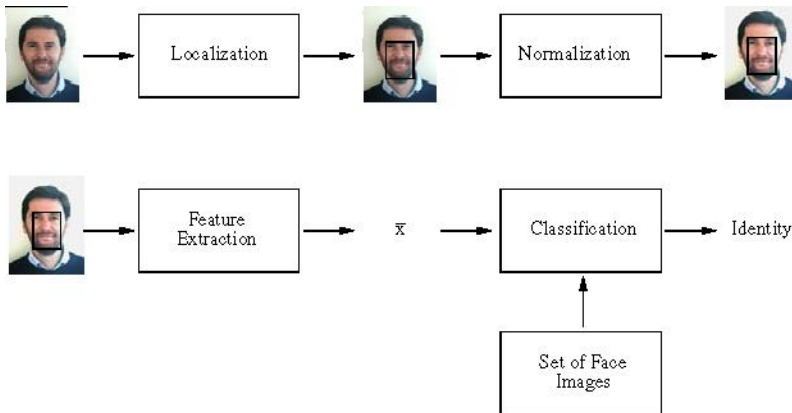 Localization
Normalization
Feature
Extraction
x̅
Classification
Identity
Set of Face
Images